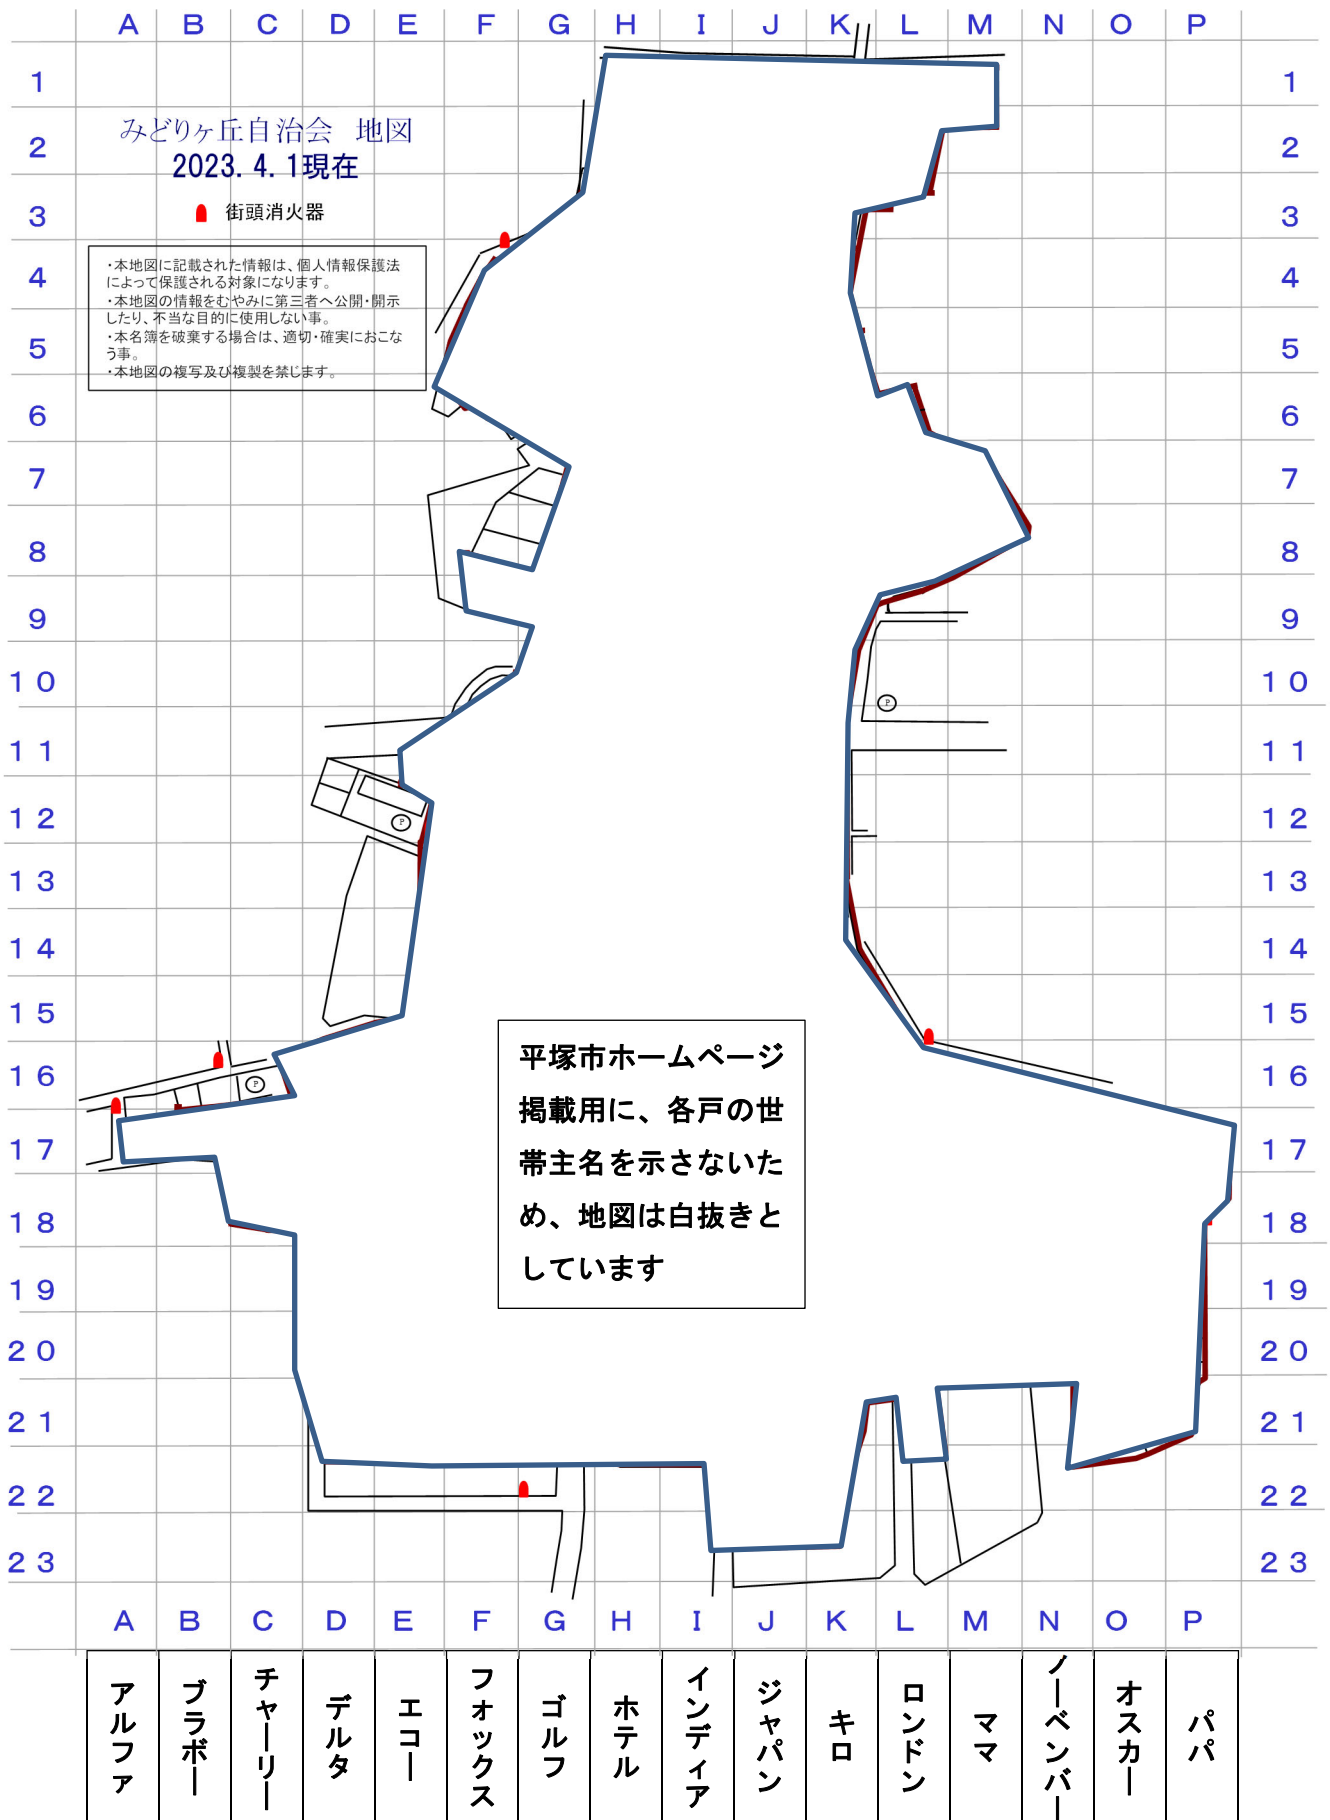 A B C D E F G H I J K L M N O P
1 1
みどりヶ丘自治会 地図
2 2
2023.4.1現在
街頭消火器
3 3
・本地図に記載された情報は、個人情報保護法
によって保護される対象になります。
4 4
・本地図の情報をむやみに第三者へ公開・開示
したり、不当な目的に使用しない事。
・本名簿を破棄する場合は、適切・確実におこな
う事。
5 5
・本地図の複写及び複製を禁じます。
6 6
7 7
8 8
9 9
10 10
P
11 11
12 12
P
13 13
14 14
15 15
16 16
P
平塚市ホームページ
掲載用に、各戸の世
帯主名を示さないた
め、地図は白抜きと
しています
17 17
18 18
19 19
20 20
21 21
22 22
23 23
A B C D E F G H I J K L M N O P
アルファ
ブラボー
チャーリー
デルタ
エコー
フォックス
ゴルフ
ホテル
インディア
ジャパン
キロ
ロンドン
ママ
ノーベンバー
オスカー
パパ